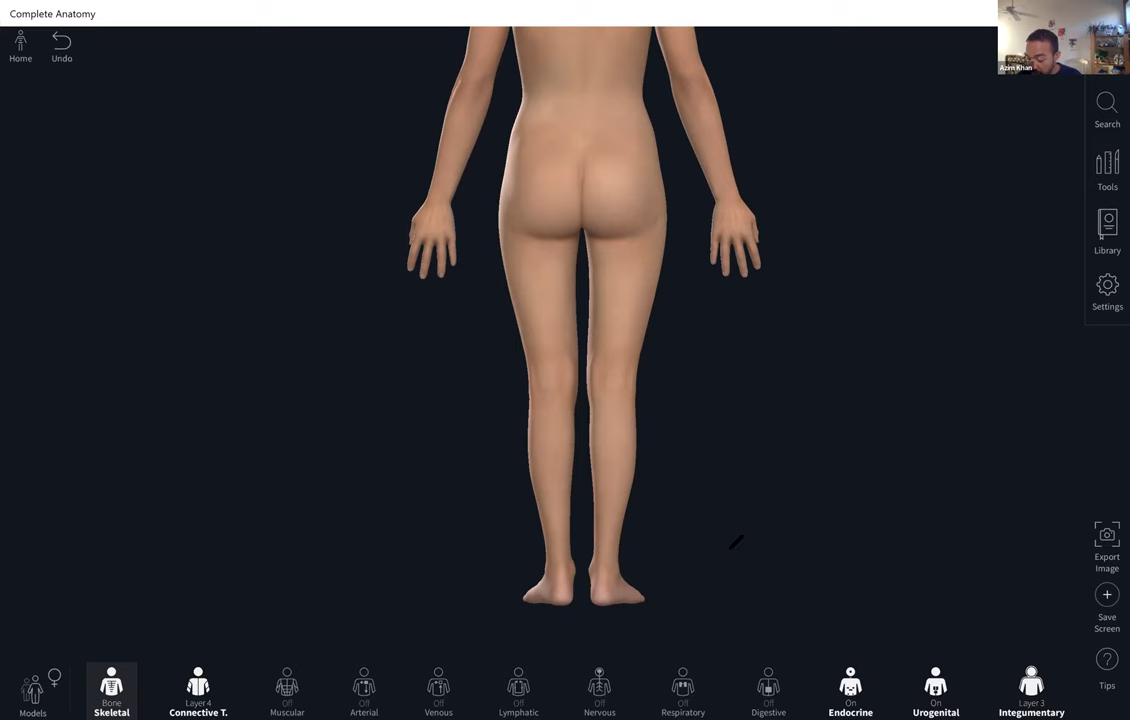 Complete Anatomy
Home
Undo
Azim Khan
Search
Tools
Library
Settings
Export
Image
Save
Screen
Tips
Models
Bone
Skeletal
Layer 4
Connective T.
Off
Muscular
Off
Arterial
Off
Venous
Off
Lymphatic
Off
Nervous
Off
Respiratory
Off
Digestive
On
Endocrine
On
Urogenital
Layer 3
Integumentary